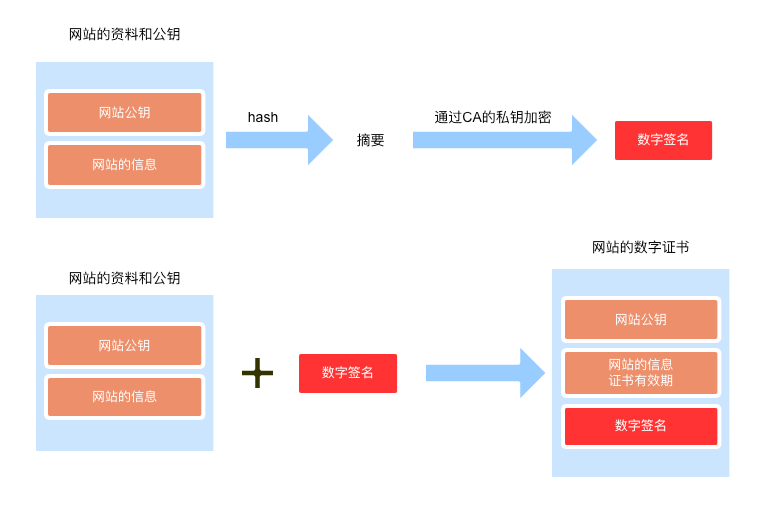 网站的资料和公钥
网站公钥
网站的信息
hash
摘要
通过CA的私钥加密
数字签名
网站的资料和公钥
网站公钥
网站的信息
数字签名
网站的数字证书
网站公钥
网站的信息
证书有效期
数字签名